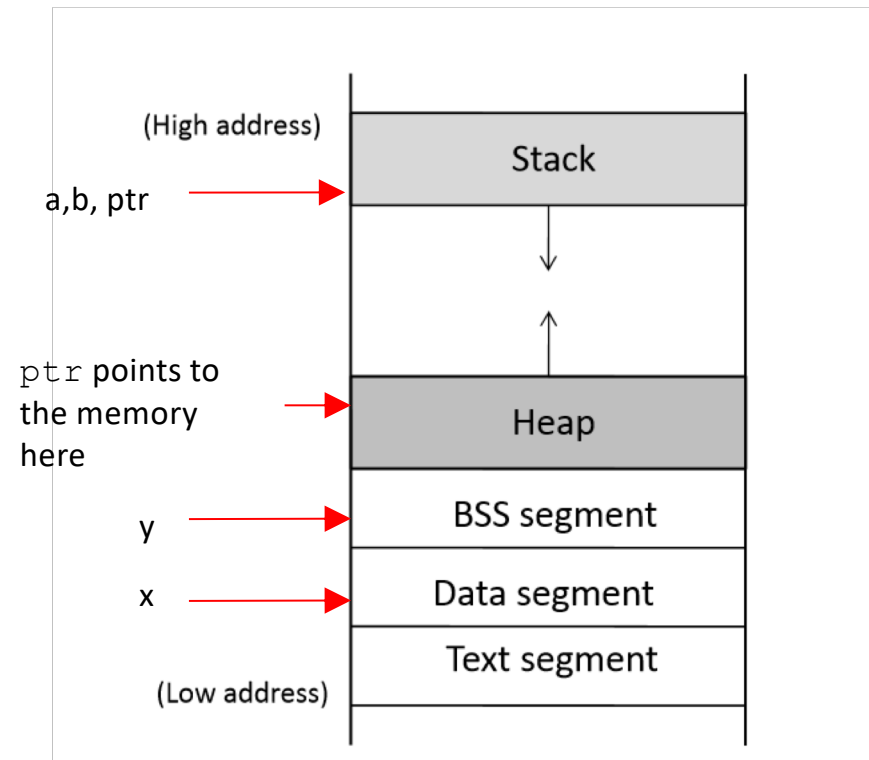 (High address)
Stack
a,b, ptr
ptr points to
the memory
here
Heap
y
BSS segment
x
Data segment
Text segment
(Low address)